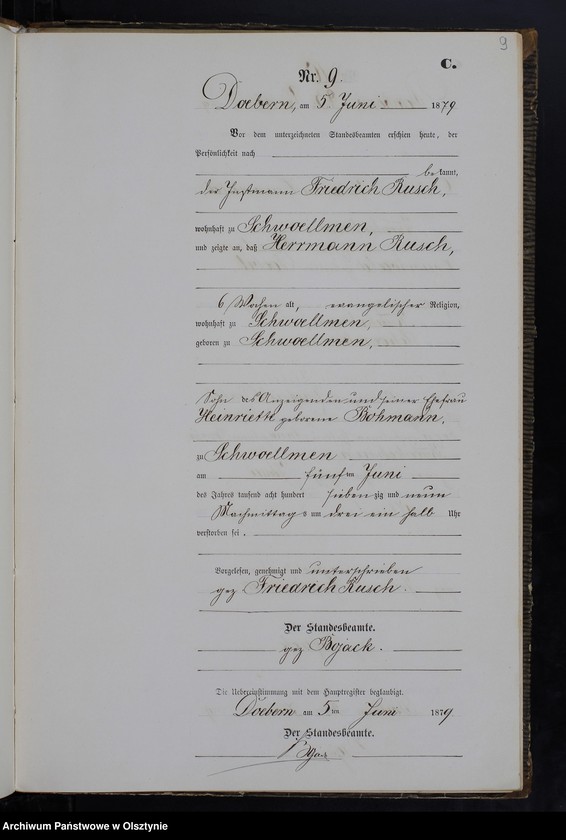 9
C.
Nr. 9.
Doebern, am 5 Juni 1879
Vor dem unterzeichneten Standesbeamten erschien heute, der
Persönlichkeit nach
bekannt,
der Instmann Friedrich Rusch,
wohnhaft zu Schwoellmen,
und zeigte an, daß Herrmann Rusch,
6 Wochen alt, evangelischer Religion,
wohnhaft zu Schwoellmen,
geboren zu Schwoellmen,
Sohn des Anzeigenden und seiner Ehefrau
Heinriette geborene Bohmann,
zu Schwoellmen
am fünften Juni
des Jahres tausend acht hundert siebenzig und neun
Nachmittags um drei ein halb Uhr
verstorben sei.
Vorgelesen, genehmigt und unterschrieben
gez Friedrich Rusch.
Der Standesbeamte.
gez Bojack.
Die Uebereinstimmung mit dem Hauptregister beglaubigt.
Doebern am 5ten Juni 1879.
Der Standesbeamte.
Archiwum Państwowe w Olsztynie